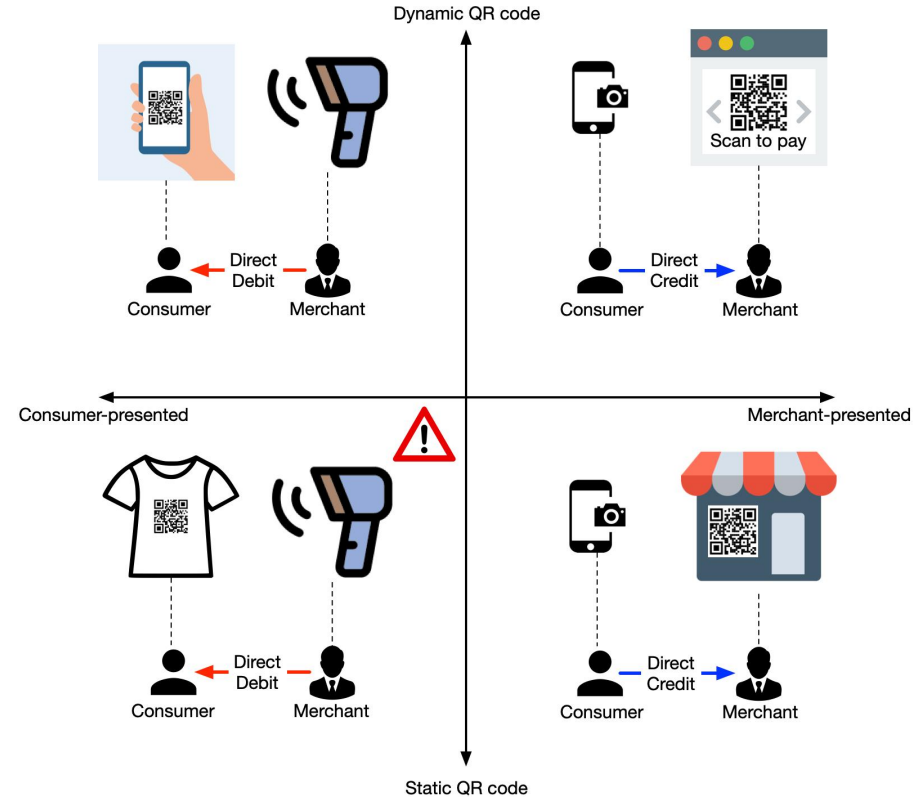 Dynamic QR code
Scan to pay
Direct
Debit
Consumer
Merchant
Direct
Credit
Consumer
Merchant
Consumer-presented
Merchant-presented
!
Direct
Debit
Consumer
Merchant
Direct
Credit
Consumer
Merchant
Static QR code